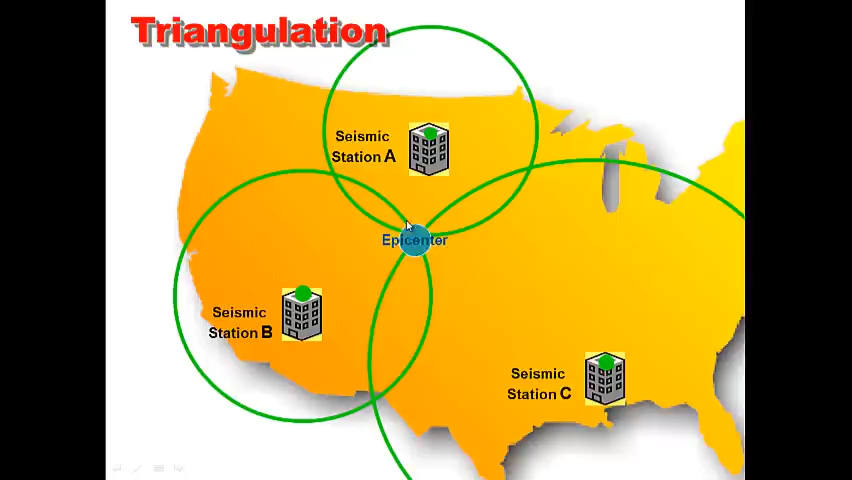 Triangulation
Seismic
Station A
Epicenter
Seismic
Station B
Seismic
Station C